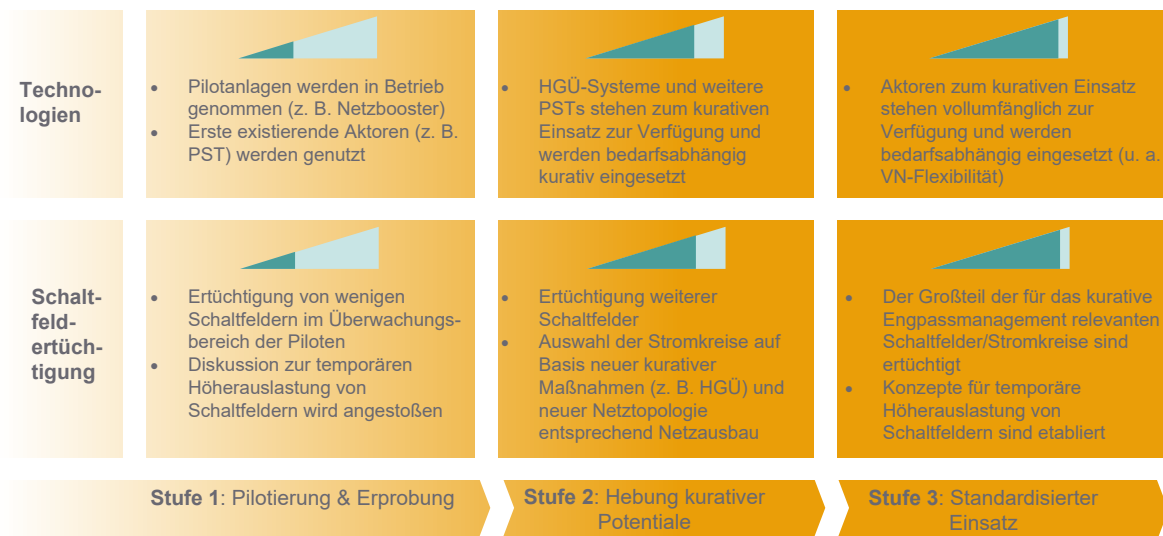 Techno-
logien
• Pilotanlagen werden in Betrieb
genommen (z. B. Netzbooster)
• Erste existierende Aktoren (z. B.
PST) werden genutzt
• HGÜ-Systeme und weitere
PSTs stehen zum kurativen
Einsatz zur Verfügung und
werden bedarfsabhängig
kurativ eingesetzt
• Aktoren zum kurativen Einsatz
stehen vollumfänglich zur
Verfügung und werden
bedarfsabhängig eingesetzt (u. a.
VN-Flexibilität)
Schalt-
feld-
ertüch-
tigung
• Ertüchtigung von wenigen
Schaltfeldern im Überwachungs-
bereich der Piloten
• Diskussion zur temporären
Höherauslastung von
Schaltfeldern wird angestoßen
• Ertüchtigung weiterer
Schaltfelder
• Auswahl der Stromkreise auf
Basis neuer kurativer
Maßnahmen (z. B. HGÜ) und
neuer Netztopologie
entsprechend Netzausbau
• Der Großteil der für das kurative
Engpassmanagement relevanten
Schaltfelder/Stromkreise sind
ertüchtigt
• Konzepte für temporäre
Höherauslastung von
Schaltfeldern sind etabliert
Stufe 1: Pilotierung & Erprobung
Stufe 2: Hebung kurativer
Potentiale
Stufe 3: Standardisierter
Einsatz